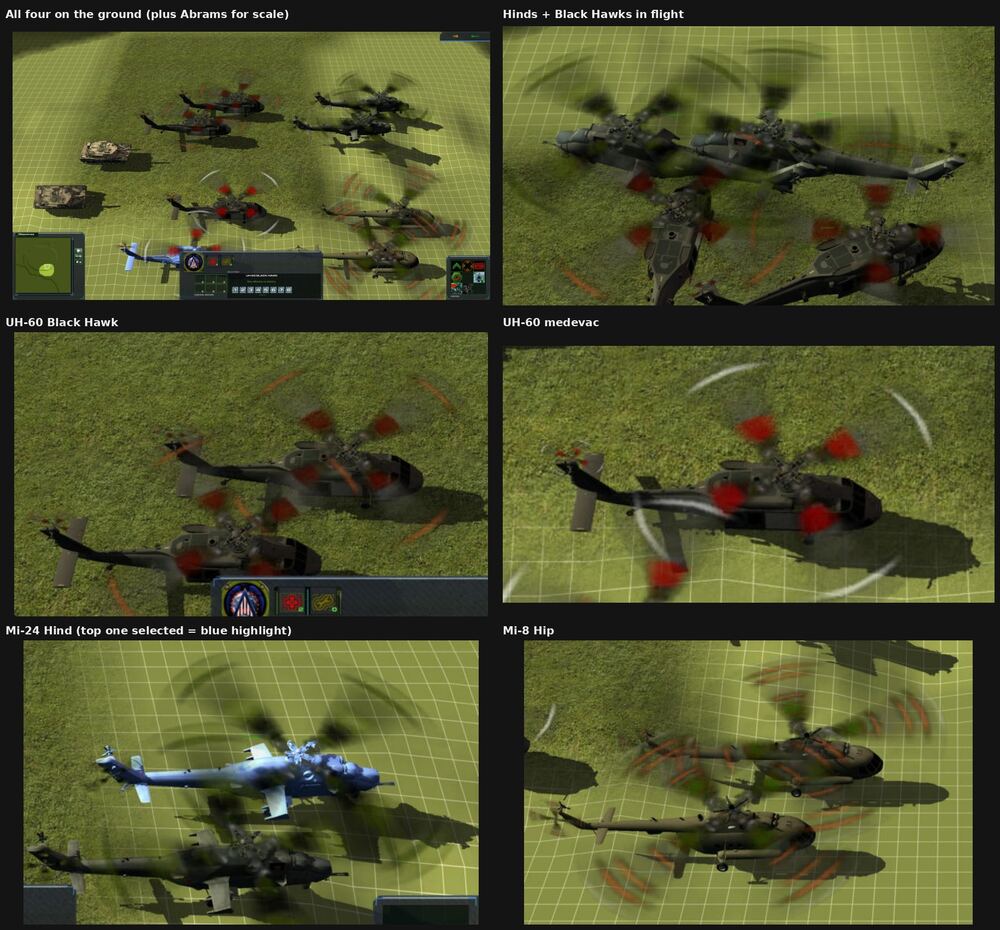 All four on the ground (plus Abrams for scale)
Hinds + Black Hawks in flight
UH-60 Black Hawk
UH-60 medevac
Mi-24 Hind (top one selected = blue highlight)
Mi-8 Hip